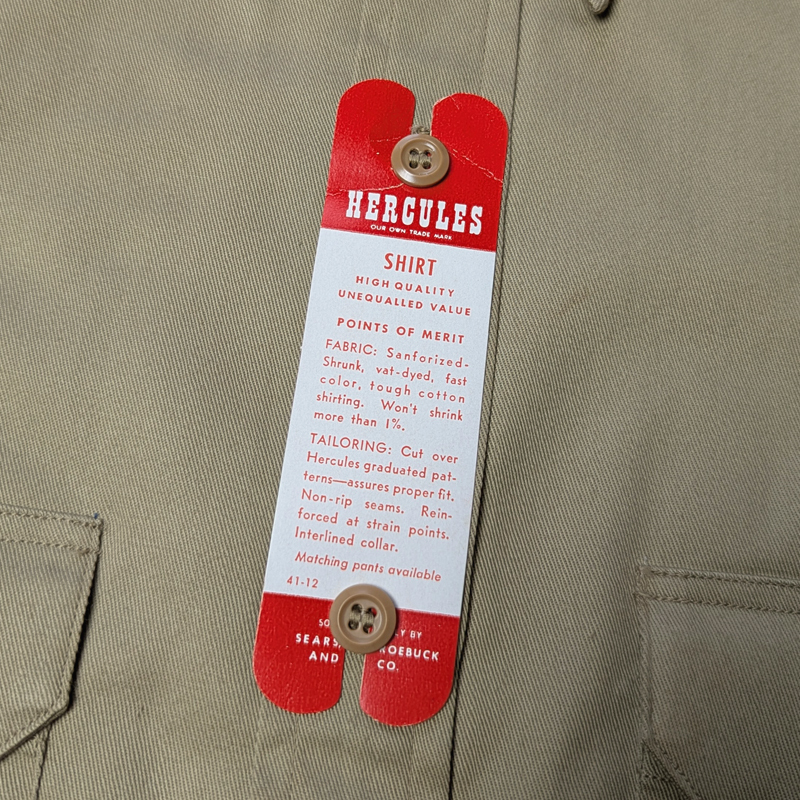 HERCULES
OUR OWN TRADE MARK
SHIRT
HIGH QUALITY
UNEQUALLED VALUE
POINTS OF MERIT
FABRIC: Sanforized-
Shrunk, vat-dyed, fast
color, tough cotton
shirting. Won't shrink
more than 1%.
TAILORING: Cut over
Hercules graduated pat-
terns—assures proper fit.
Non-rip seams. Rein-
forced at strain points.
Interlined collar.
Matching pants available
41-12
BY
SEARS, ROEBUCK
AND CO.